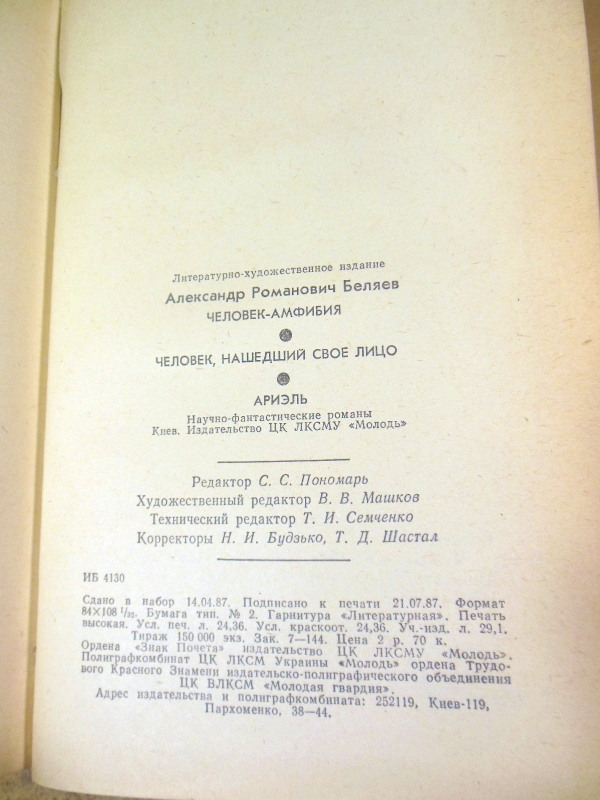 Литературно-художественное издание
Александр Романович Беляев
ЧЕЛОВЕК-АМФИБИЯ
ЧЕЛОВЕК, НАШЕДШИЙ СВОЕ ЛИЦО
АРИЭЛЬ
Научно-фантастические романы
Киев. Издательство ЦК ЛКСМУ «Молодь»
Редактор С. С. Пономарь
Художественный редактор В. В. Машков
Технический редактор Т. И. Семченко
Корректоры Н. И. Будзько, Т. Д. Шастал
ИБ 4130
Сдано в набор 14.04.87. Подписано к печати 21.07.87. Формат
84×108 1/32. Бумага тип. № 2. Гарнитура «Литературная». Печать
высокая. Усл. печ. л. 24,36. Усл. краскоот. 24,36. Уч.-изд. л. 29,1.
Тираж 150 000 экз. Зак. 7—144. Цена 2 р. 70 к.
Ордена «Знак Почета» издательство ЦК ЛКСМУ «Молодь».
Полиграфкомбинат ЦК ЛКСМ Украины «Молодь» ордена Трудо-
вого Красного Знамени издательско-полиграфического объединения
ЦК ВЛКСМ «Молодая гвардия».
Адрес издательства и полиграфкомбината: 252119, Киев-119,
Пархоменко, 38—44.